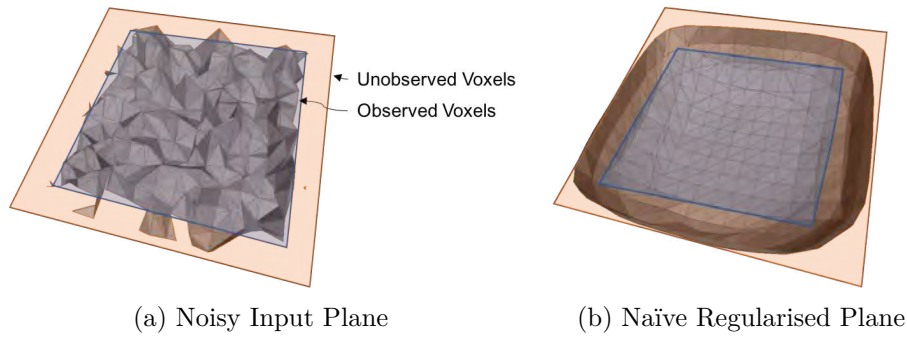 Unobserved Voxels
Observed Voxels
(a) Noisy Input Plane
(b) Naïve Regularised Plane